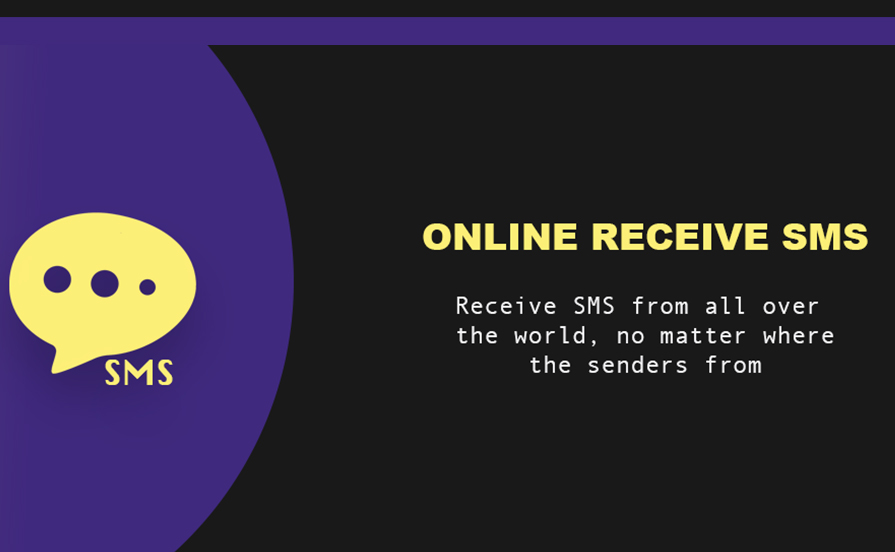 ONLINE RECEIVE SMS
Receive SMS from all over
the world, no matter where
the senders from
SMS